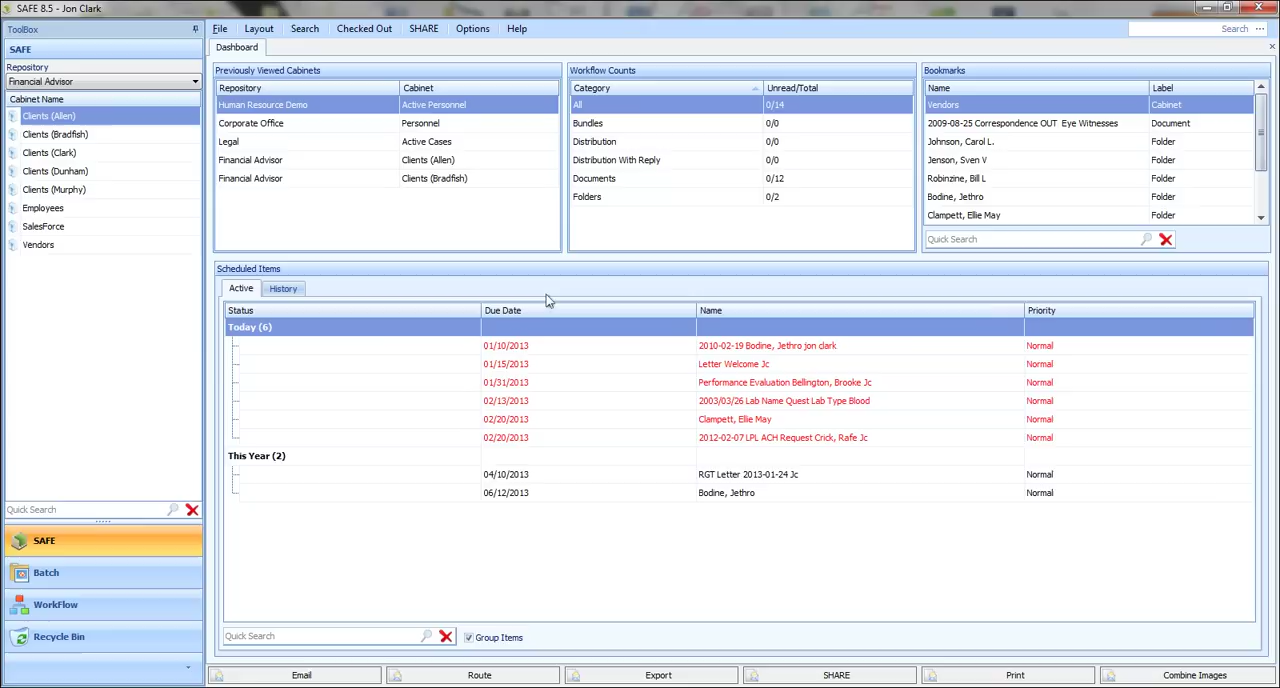 SAFE 8.5 - Jon Clark
ToolBox
SAFE
Repository
Financial Advisor
Cabinet Name
Clients (Allen)
Clients (Bradfish)
Clients (Clark)
Clients (Dunham)
Clients (Murphy)
Employees
SalesForce
Vendors
Quick Search
SAFE
Batch
WorkFlow
Recycle Bin
File Layout Search Checked Out SHARE Options Help Search
Dashboard
Previously Viewed Cabinets
Repository Cabinet
Human Resource Demo Active Personnel
Corporate Office Personnel
Legal Active Cases
Financial Advisor Clients (Allen)
Financial Advisor Clients (Bradfish)
Workflow Counts
Category Unread/Total
All 0/14
Bundles 0/0
Distribution 0/0
Distribution With Reply 0/0
Documents 0/12
Folders 0/2
Bookmarks
Name Label
Vendors Cabinet
2009-08-25 Correspondence OUT Eye Witnesses Document
Johnson, Carol L. Folder
Jenson, Sven V Folder
Robinzine, Bill L Folder
Bodine, Jethro Folder
Clampett, Ellie May Folder
Quick Search
Scheduled Items
Active History
Status Due Date Name Priority
Today (6)
01/10/2013 2010-02-19 Bodine, Jethro jon clark Normal
01/15/2013 Letter Welcome Jc Normal
01/31/2013 Performance Evaluation Bellington, Brooke Jc Normal
02/13/2013 2003/03/26 Lab Name Quest Lab Type Blood Normal
02/20/2013 Clampett, Ellie May Normal
02/20/2013 2012-02-07 LPL ACH Request Crick, Rafe Jc Normal
This Year (2)
04/10/2013 RGT Letter 2013-01-24 Jc Normal
06/12/2013 Bodine, Jethro Normal
Quick Search Group Items
Email Route Export SHARE Print Combine Images